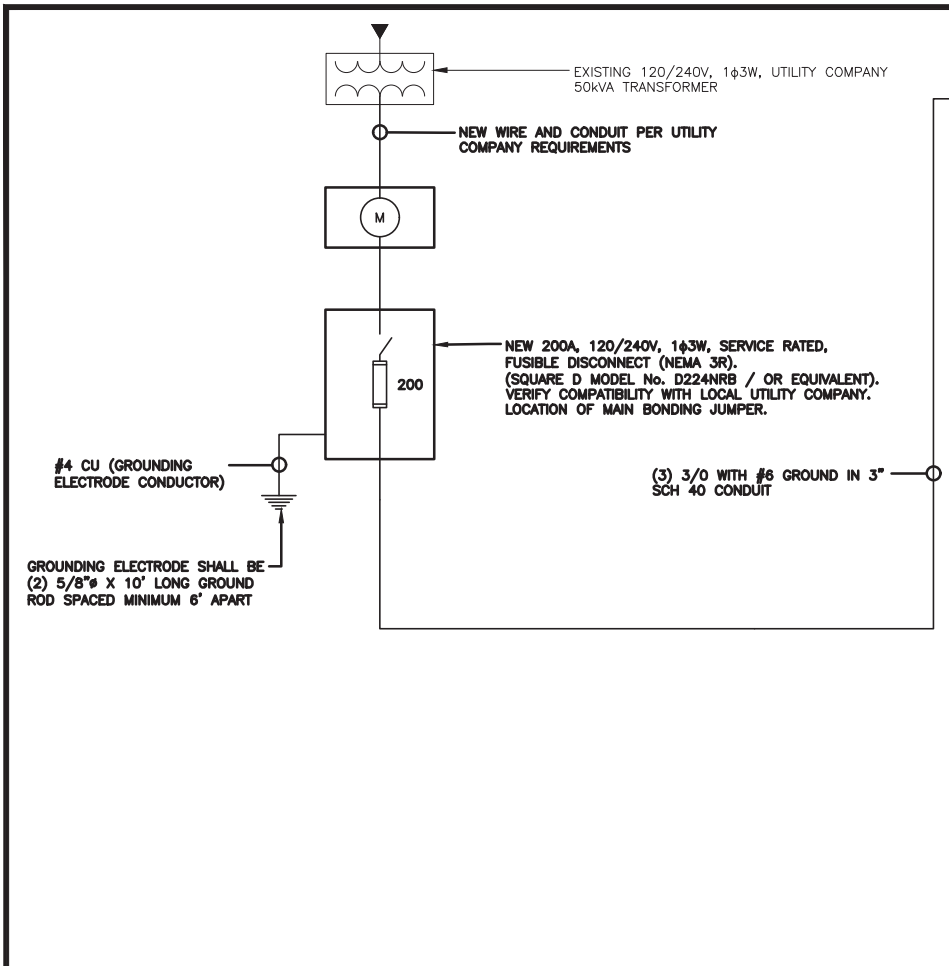 EXISTING 120/240V, 1ϕ3W, UTILITY COMPANY
50kVA TRANSFORMER
NEW WIRE AND CONDUIT PER UTILITY
COMPANY REQUIREMENTS
M
NEW 200A, 120/240V, 1ϕ3W, SERVICE RATED,
FUSIBLE DISCONNECT (NEMA 3R).
(SQUARE D MODEL No. D224NRB / OR EQUIVALENT).
VERIFY COMPATIBILITY WITH LOCAL UTILITY COMPANY.
LOCATION OF MAIN BONDING JUMPER.
200
#4 CU (GROUNDING
ELECTRODE CONDUCTOR)
(3) 3/0 WITH #6 GROUND IN 3"
SCH 40 CONDUIT
GROUNDING ELECTRODE SHALL BE
(2) 5/8"ø X 10' LONG GROUND
ROD SPACED MINIMUM 6' APART